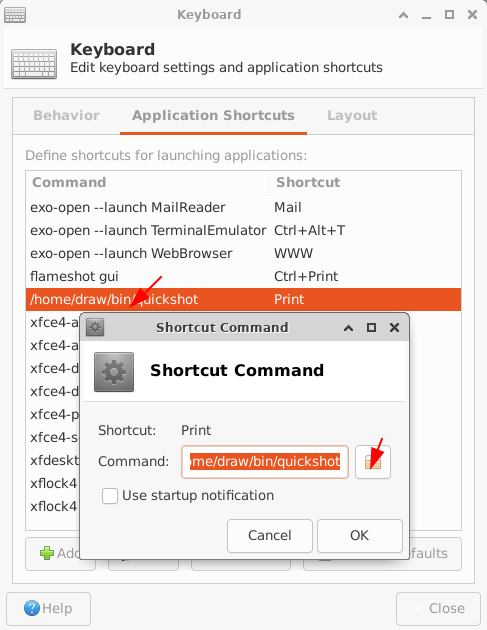 Keyboard
Keyboard
Edit keyboard settings and application shortcuts
Behavior Application Shortcuts Layout
Define shortcuts for launching applications:
Command Shortcut
exo-open --launch MailReader Mail
exo-open --launch TerminalEmulator Ctrl+Alt+T
exo-open --launch WebBrowser WWW
flameshot gui Ctrl+Print
/home/draw/bin/quickshot Print
xfce4-a
xfce4-a
xfce4-d
xfce4-d
xfce4-p
xfce4-s
xfdeskt
xflock4
xflock4
Shortcut Command
Shortcut Command
Shortcut: Print
Command: me/draw/bin/quickshot
Use startup notification
Cancel OK
Add faults
Help Close